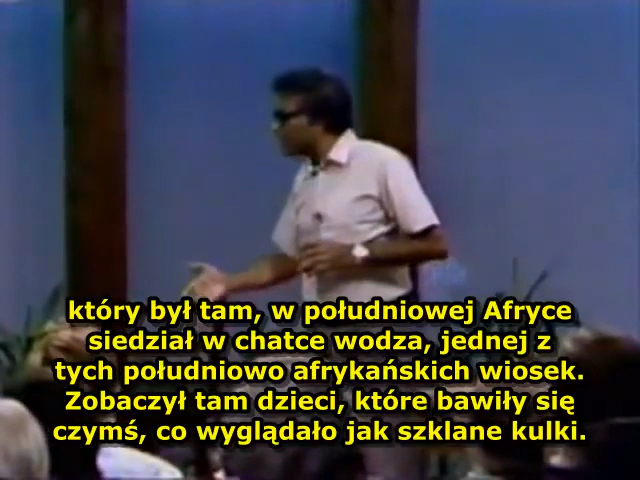 który był tam, w południowej Afryce
siedział w chatce wodza, jednej z
tych południowo afrykańskich wiosek.
Zobaczył tam dzieci, które bawiły się
czymś, co wyglądało jak szklane kulki.